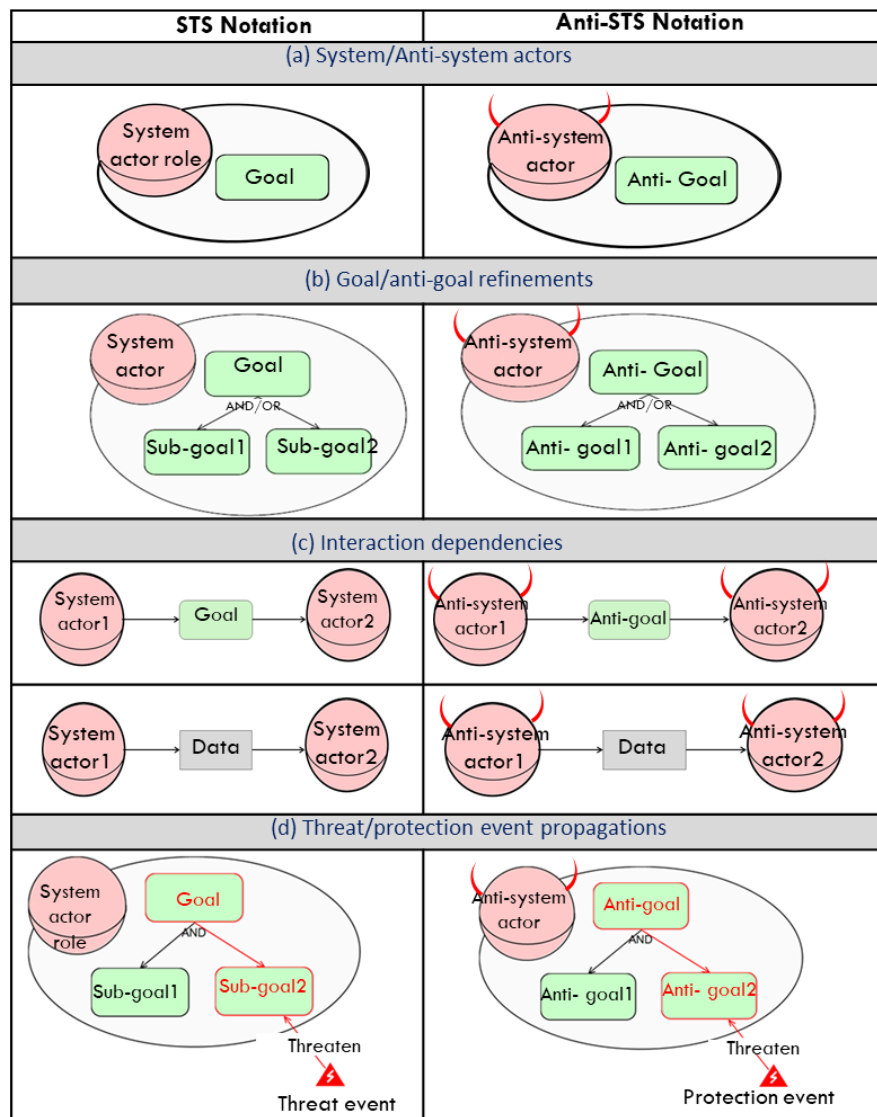 STS Notation
Anti-STS Notation
(a) System/Anti-system actors
System
actor role
Goal
Anti-system
actor
Anti- Goal
(b) Goal/anti-goal refinements
System
actor
Goal
AND/OR
Sub-goal1
Sub-goal2
Anti-system
actor
Anti- Goal
AND/OR
Anti- goal1
Anti- goal2
(c) Interaction dependencies
System
actor1
Goal
System
actor2
Anti-system
actor1
Anti-goal
Anti-system
actor2
System
actor1
Data
System
actor2
Anti-system
actor1
Data
Anti-system
actor2
(d) Threat/protection event propagations
System
actor
role
Goal
AND
Sub-goal1
Sub-goal2
Threaten
Threat event
Anti-system
actor
Anti-goal
AND
Anti- goal1
Anti- goal2
Threaten
Protection event